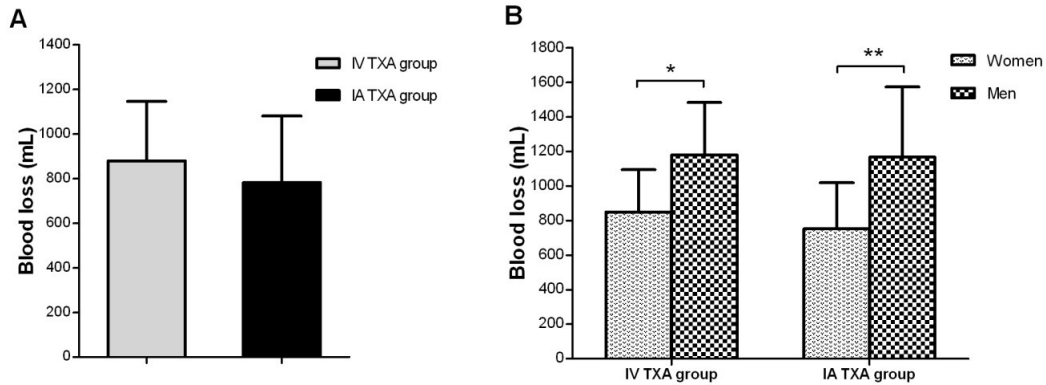 A
Blood loss (mL)
1400
1200
1000
800
600
400
200
0
IV TXA group
IA TXA group
B
Blood loss (mL)
1800
1600
1400
1200
1000
800
600
400
200
0
*
**
Women
Men
IV TXA group
IA TXA group